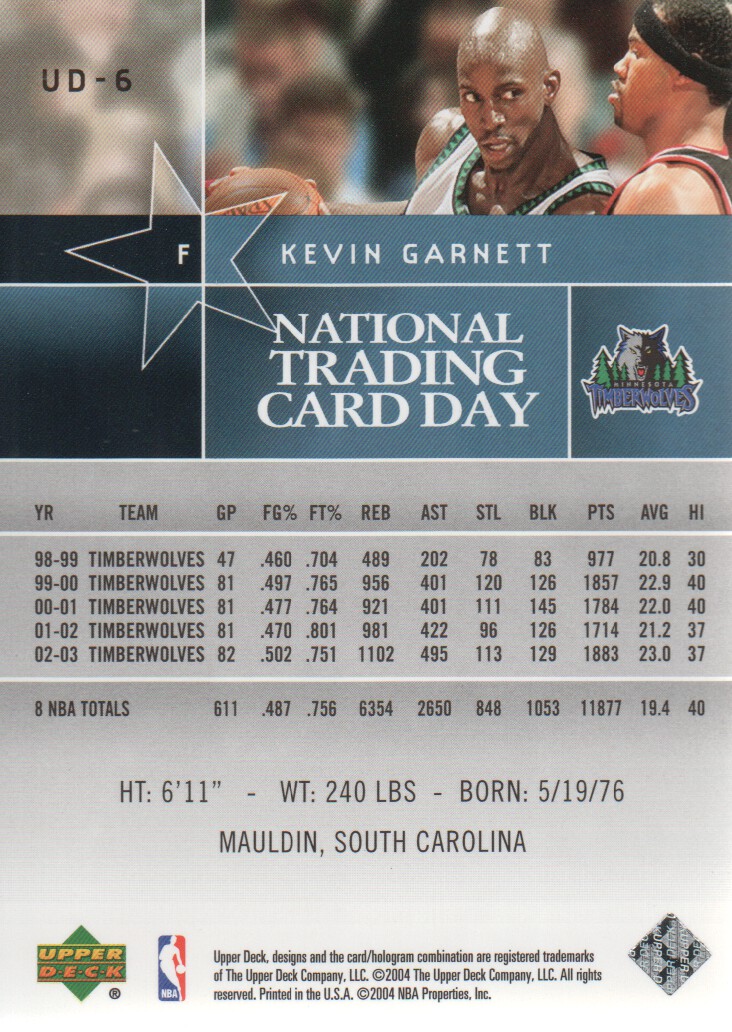 UD-6
F KEVIN GARNETT
NATIONAL
TRADING
CARD DAY
MINNESOTA
TIMBERWOLVES
YR TEAM GP FG% FT% REB AST STL BLK PTS AVG HI
98-99 TIMBERWOLVES 47 .460 .704 489 202 78 83 977 20.8 30
99-00 TIMBERWOLVES 81 .497 .765 956 401 120 126 1857 22.9 40
00-01 TIMBERWOLVES 81 .477 .764 921 401 111 145 1784 22.0 40
01-02 TIMBERWOLVES 81 .470 .801 981 422 96 126 1714 21.2 37
02-03 TIMBERWOLVES 82 .502 .751 1102 495 113 129 1883 23.0 37
8 NBA TOTALS 611 .487 .756 6354 2650 848 1053 11877 19.4 40
HT: 6'11" - WT: 240 LBS - BORN: 5/19/76
MAULDIN, SOUTH CAROLINA
UPPER
D·E·C·K
®
NBA
Upper Deck, designs and the card/hologram combination are registered trademarks
of The Upper Deck Company, LLC. ©2004 The Upper Deck Company, LLC. All rights
reserved. Printed in the U.S.A. ©2004 NBA Properties, Inc.
UPPER DECK